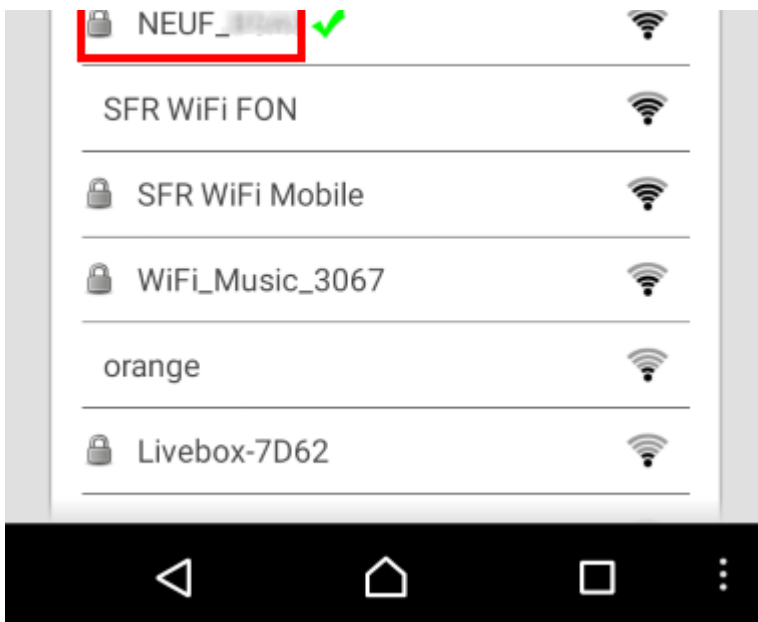 NEUF_
SFR WiFi FON
SFR WiFi Mobile
WiFi_Music_3067
orange
Livebox-7D62